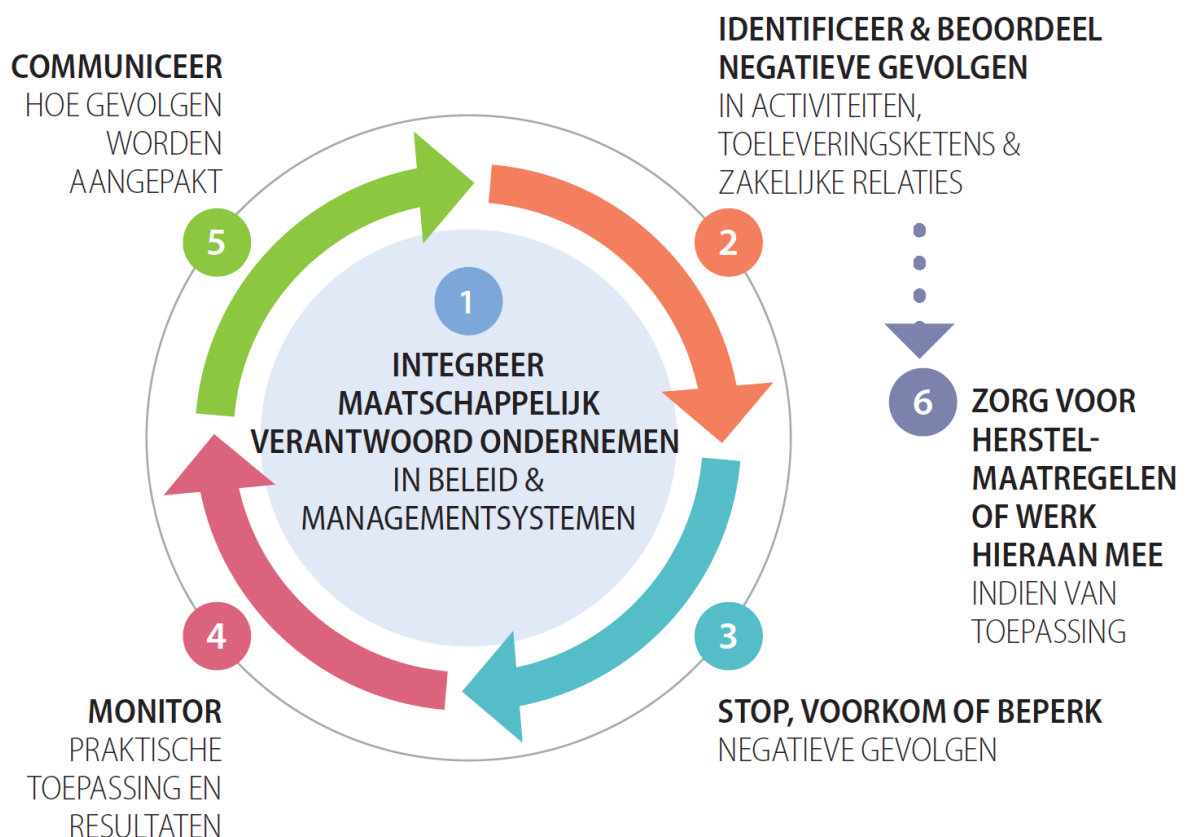 1
INTEGREER
MAATSCHAPPELIJK
VERANTWOORD ONDERNEMEN
IN BELEID &
MANAGEMENTSYSTEMEN
2
IDENTIFICEER & BEOORDEEL
NEGATIEVE GEVOLGEN
IN ACTIVITEITEN,
TOELEVERINGSKETENS &
ZAKELIJKE RELATIES
3
STOP, VOORKOM OF BEPERK
NEGATIEVE GEVOLGEN
4
MONITOR
PRAKTISCHE
TOEPASSING EN
RESULTATEN
5
COMMUNICEER
HOE GEVOLGEN
WORDEN
AANGEPAKT
6
ZORG VOOR
HERSTEL-
MAATREGELEN
OF WERK
HIERAAN MEE
INDIEN VAN
TOEPASSING